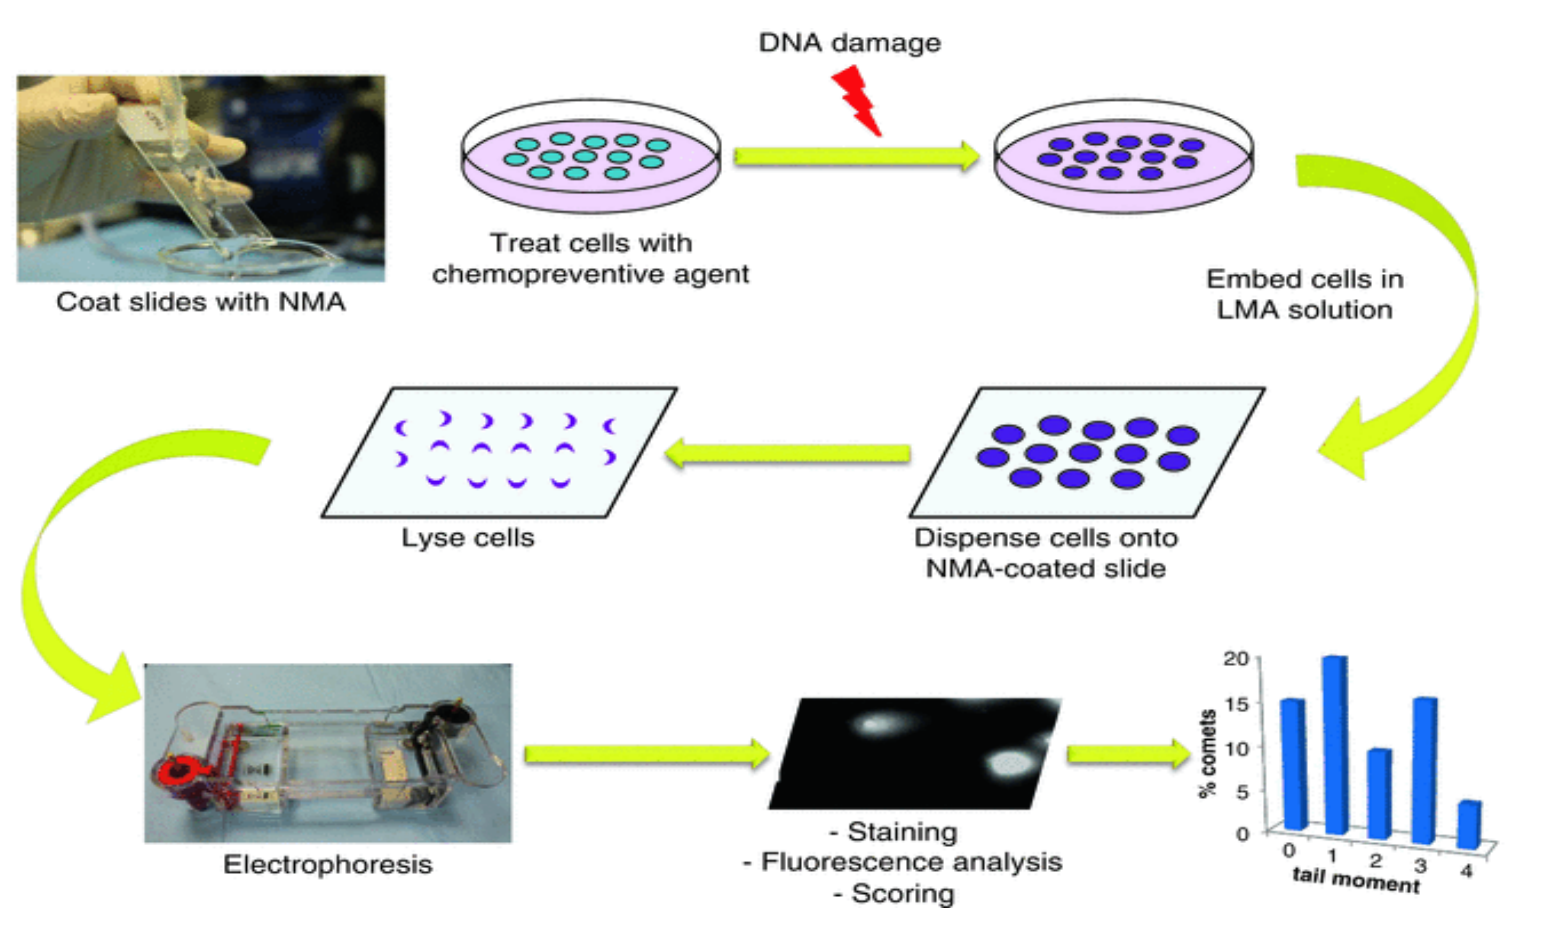 DNA damage
Coat slides with NMA
Treat cells with
chemopreventive agent
Embed cells in
LMA solution
Lyse cells
Dispense cells onto
NMA-coated slide
Electrophoresis
- Staining
- Fluorescence analysis
- Scoring
% comets
20
15
10
5
0
0 1 2 3 4
tail moment